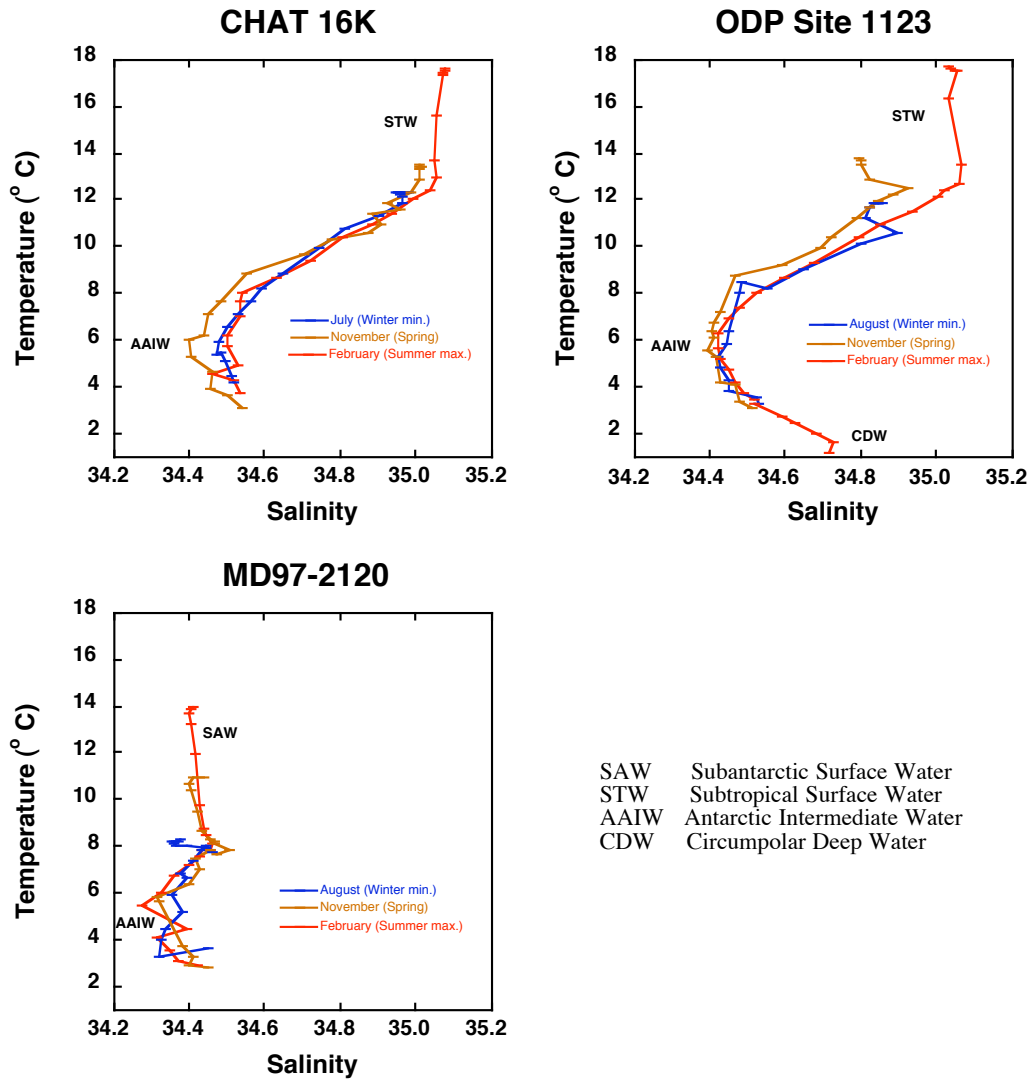 CHAT 16K
18
16
14
12
10
8
6
4
2
34.2 34.4 34.6 34.8 35.0 35.2
Temperature (° C)
Salinity
STW
AAIW
July (Winter min.)
November (Spring)
February (Summer max.)
ODP Site 1123
18
16
14
12
10
8
6
4
2
34.2 34.4 34.6 34.8 35.0 35.2
Temperature (° C)
Salinity
STW
AAIW
CDW
August (Winter min.)
November (Spring)
February (Summer max.)
MD97-2120
18
16
14
12
10
8
6
4
2
34.2 34.4 34.6 34.8 35.0 35.2
Temperature (° C)
Salinity
SAW
AAIW
August (Winter min.)
November (Spring)
February (Summer max.)
SAW Subantarctic Surface Water
STW Subtropical Surface Water
AAIW Antarctic Intermediate Water
CDW Circumpolar Deep Water